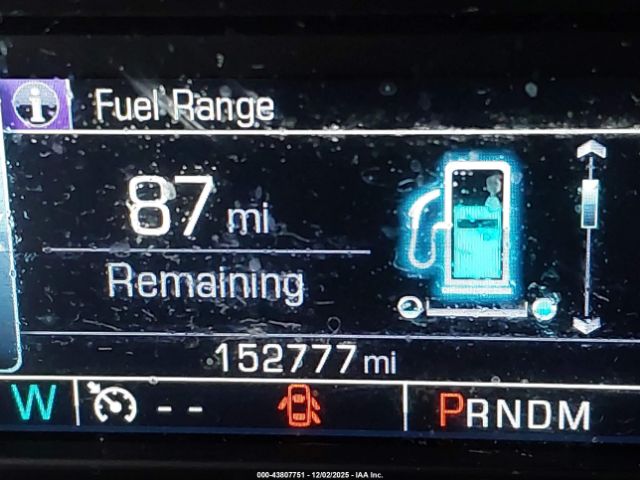 Fuel Range
87 mi
Remaining
152777 mi
W -- PRNDM
000-43807751 - 12/02/2025 - IAA Inc.